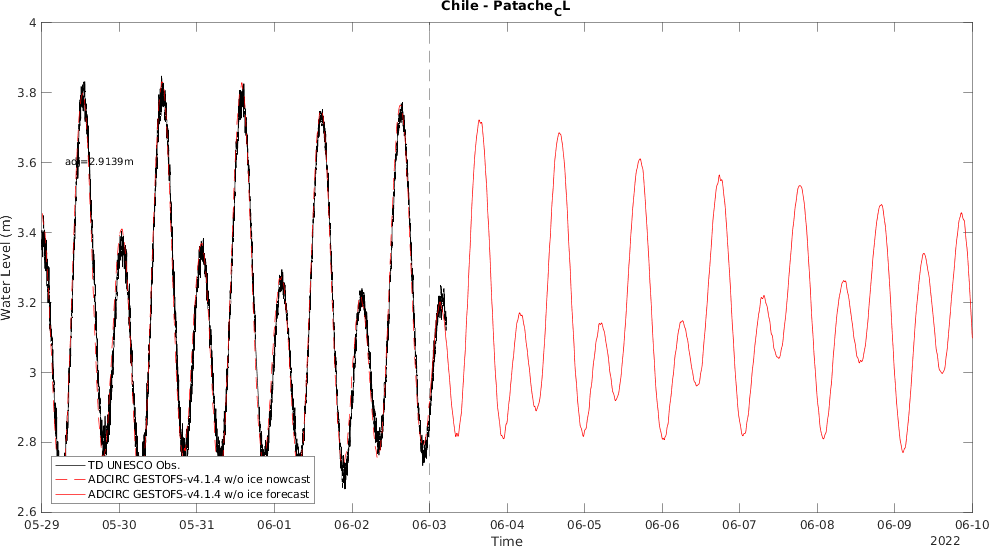 Chile - Patache_CL
4
3.8
3.6
3.4
3.2
3
2.8
2.6
Water Level (m)
adj=2.9139m
TD UNESCO Obs.
ADCIRC GESTOFS-v4.1.4 w/o ice nowcast
ADCIRC GESTOFS-v4.1.4 w/o ice forecast
05-29 05-30 05-31 06-01 06-02 06-03 06-04 06-05 06-06 06-07 06-08 06-09 06-10
Time
2022